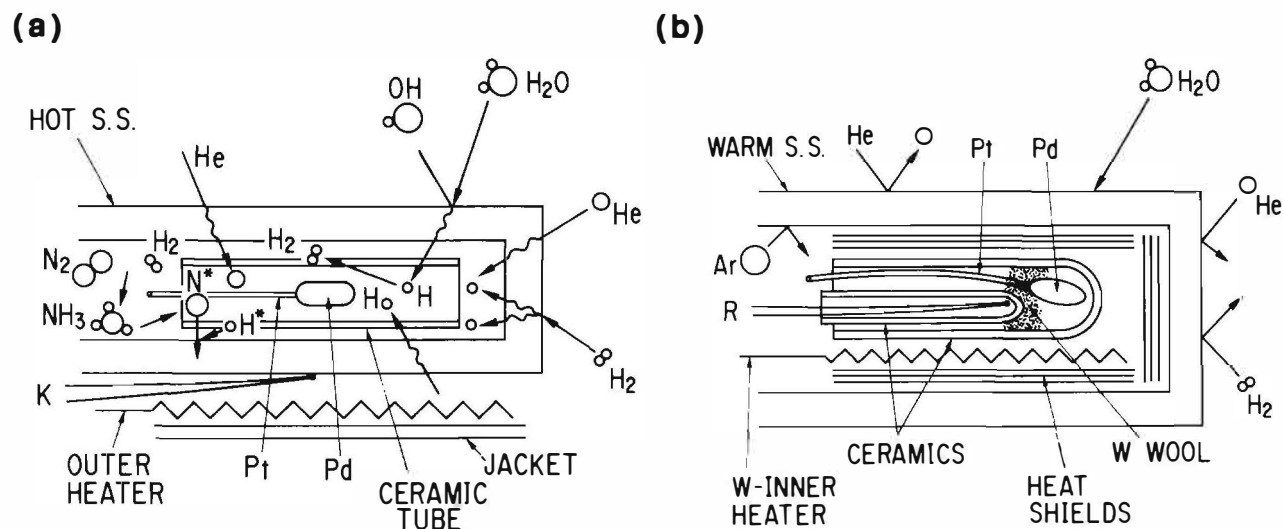 (a)
HOT S.S.
He
OH
H2O
He
N2
H2
H2
N*
H
H
NH3
H*
H2
K
OUTER
HEATER
Pt
Pd
CERAMIC
TUBE
JACKET
(b)
H2O
WARM S.S.
He
Pt
Pd
He
Ar
R
H2
CERAMICS
W WOOL
W-INNER
HEATER
HEAT
SHIELDS